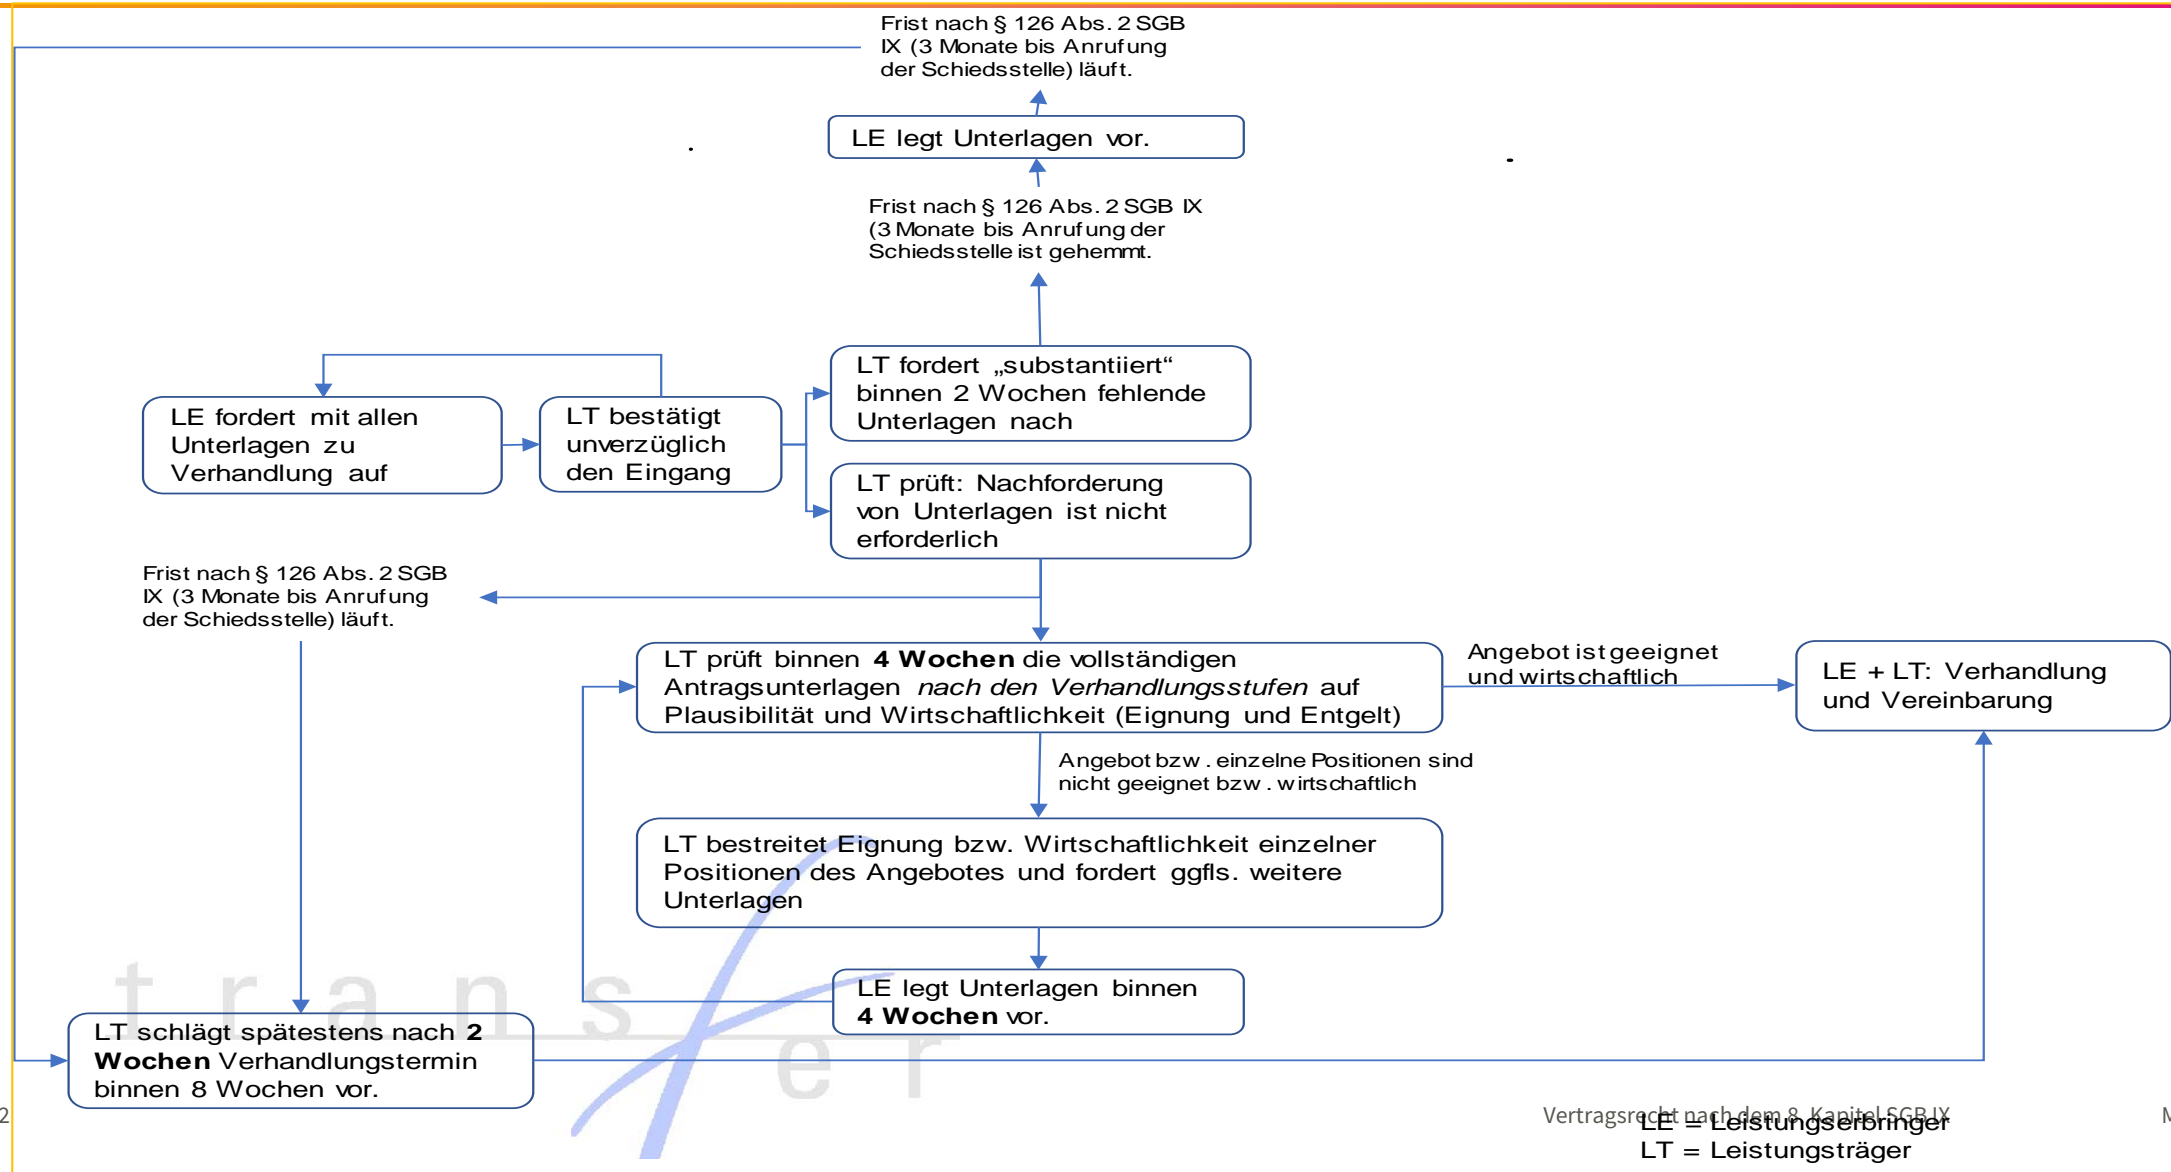 Frist nach § 126 Abs. 2 SGB
IX (3 Monate bis Anrufung
der Schiedsstelle) läuft.
LE legt Unterlagen vor.
Frist nach § 126 Abs. 2 SGB IX
(3 Monate bis Anrufung der
Schiedsstelle ist gehemmt.
LT fordert „substantiiert“
binnen 2 Wochen fehlende
Unterlagen nach
LE fordert mit allen
Unterlagen zu
Verhandlung auf
LT bestätigt
unverzüglich
den Eingang
LT prüft: Nachforderung
von Unterlagen ist nicht
erforderlich
Frist nach § 126 Abs. 2 SGB
IX (3 Monate bis Anrufung
der Schiedsstelle) läuft.
LT prüft binnen 4 Wochen die vollständigen
Antragsunterlagen nach den Verhandlungsstufen auf
Plausibilität und Wirtschaftlichkeit (Eignung und Entgelt)
Angebot ist geeignet
und wirtschaftlich
LE + LT: Verhandlung
und Vereinbarung
Angebot bzw. einzelne Positionen sind
nicht geeignet bzw. wirtschaftlich
LT bestreitet Eignung bzw. Wirtschaftlichkeit einzelner
Positionen des Angebotes und fordert ggfls. weitere
Unterlagen
LE legt Unterlagen binnen
4 Wochen vor.
LT schlägt spätestens nach 2
Wochen Verhandlungstermin
binnen 8 Wochen vor.
trans
er
2
Vertragsrecht nach dem 8. Kapitel SGB IX
M
LE = Leistungserbringer
LT = Leistungsträger